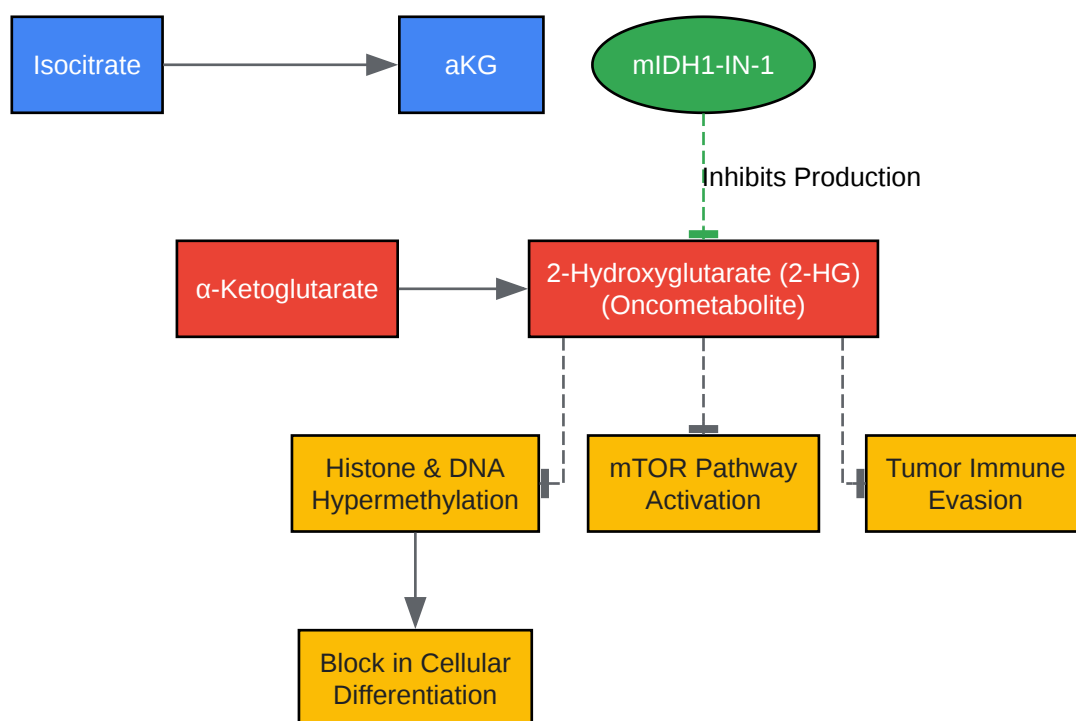 Isocitrate
aKG
mIDH1-IN-1
Inhibits Production
α-Ketoglutarate
2-Hydroxyglutarate (2-HG)
(Oncometabolite)
Histone & DNA
Hypermethylation
mTOR Pathway
Activation
Tumor Immune
Evasion
Block in Cellular
Differentiation